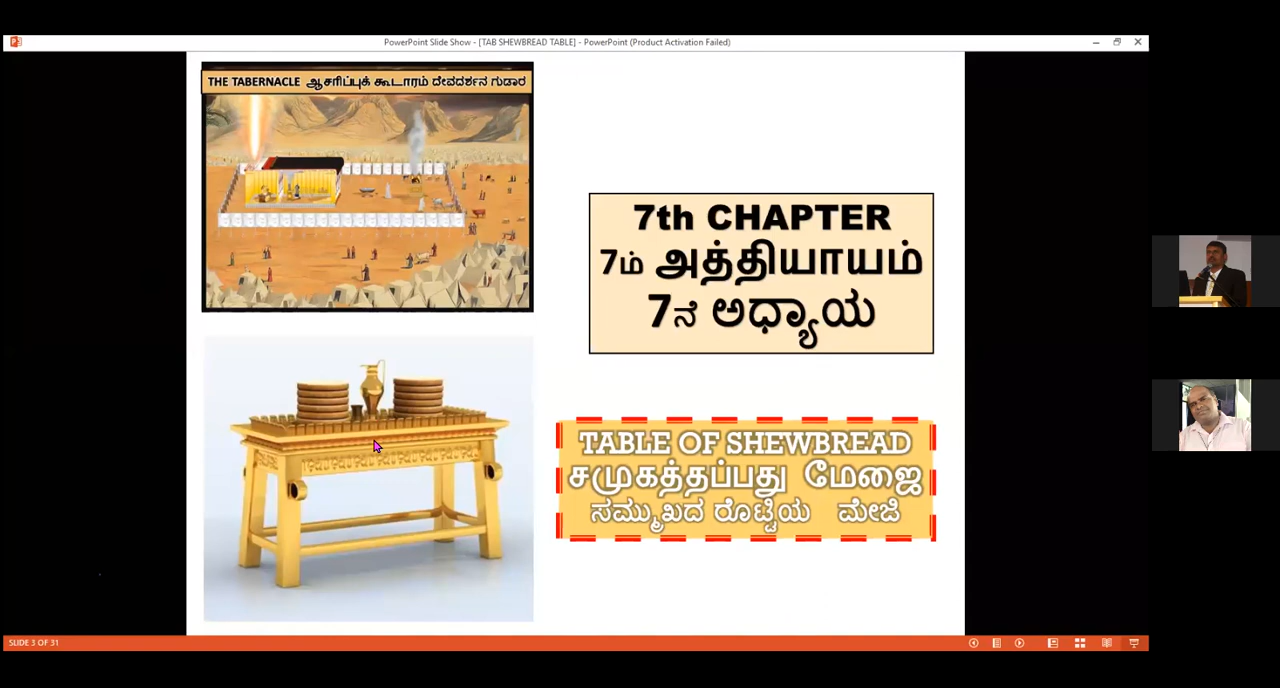 PowerPoint Slide Show - [TAB SHEWBREAD TABLE] - PowerPoint (Product Activation Failed)
THE TABERNACLE ஆசரிப்புக் கூடாரம் ದೇವದರ್ಶನ ಗುಡಾರ
7th CHAPTER
7ம் அத்தியாயம்
7ನೆ ಅಧ್ಯಾಯ
TABLE OF SHEWBREAD
சமுகத்தப்பது மேஜை
ಸಮ್ಮುಖದ ರೊಟ್ಟಿಯ ಮೇಜಿ
SLIDE 3 OF 31